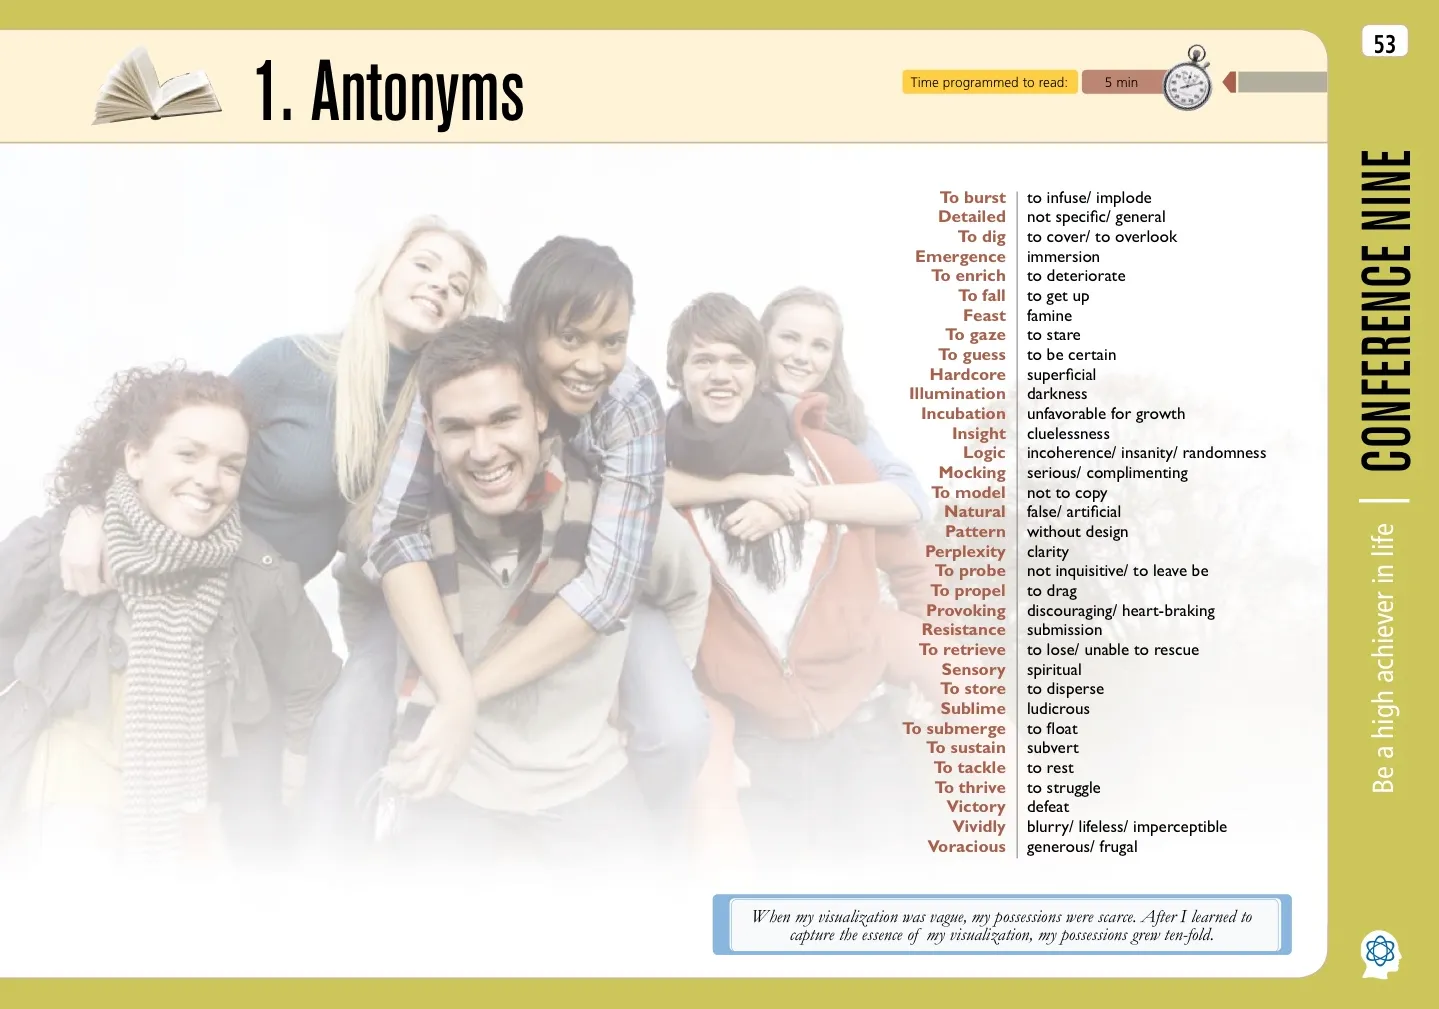 53
1. Antonyms
Time programmed to read:
5 min
To burst to infuse/ implode
Detailed not specific/ general
To dig to cover/ to overlook
Emergence immersion
To enrich to deteriorate
To fall to get up
Feast famine
To gaze to stare
To guess to be certain
Hardcore superficial
Illumination darkness
Incubation unfavorable for growth
Insight cluelessness
Logic incoherence/ insanity/ randomness
Mocking serious/ complimenting
To model not to copy
Natural false/ artificial
Pattern without design
Perplexity clarity
To probe not inquisitive/ to leave be
To propel to drag
Provoking discouraging/ heart-braking
Resistance submission
To retrieve to lose/ unable to rescue
Sensory spiritual
To store to disperse
Sublime ludicrous
To submerge to float
To sustain subvert
To tackle to rest
To thrive to struggle
Victory defeat
Vividly blurry/ lifeless/ imperceptible
Voracious generous/ frugal
When my visualization was vague, my possessions were scarce. After I learned to
capture the essence of my visualization, my possessions grew ten-fold.
Be a high achiever in life | CONFERENCE NINE